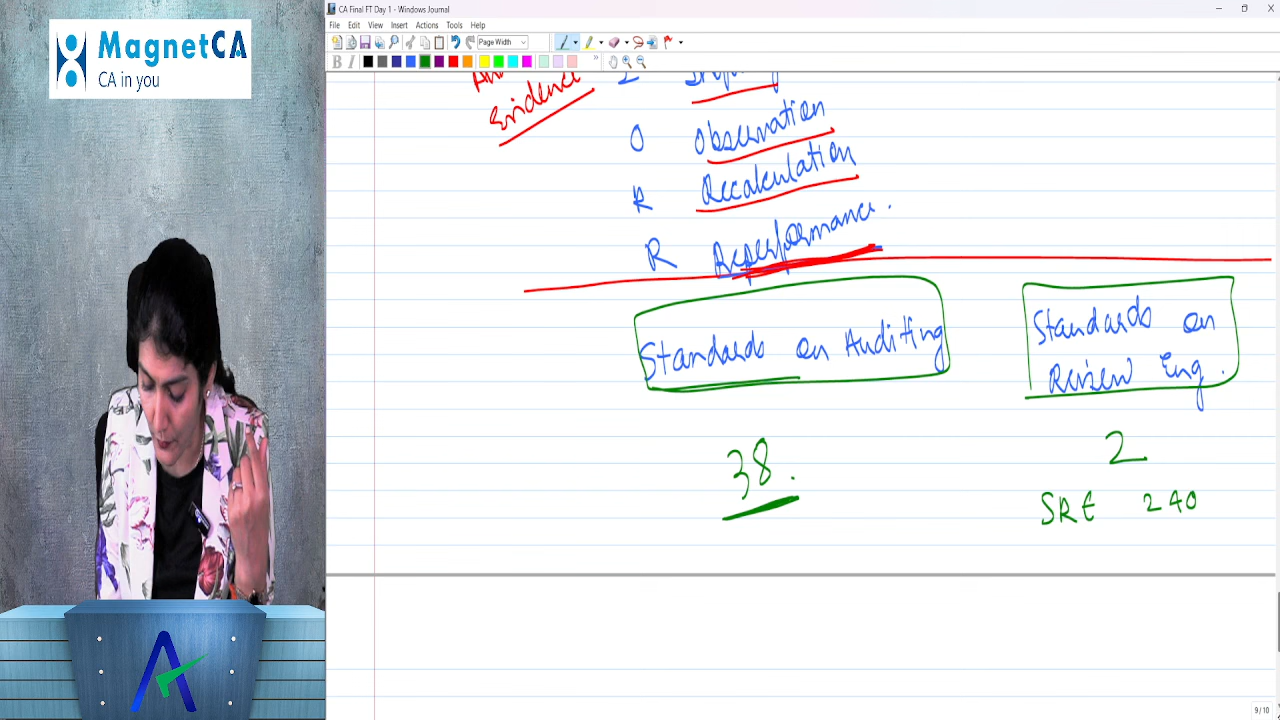 MagnetCA
CA in you
CA Final FT Day 1 - Windows Journal
File Edit View Insert Actions Tools Help
Page Width
B I
Evidence
O Observation
R Recalculation
R Reperformance.
Standards on Auditing
Standards on
Review Eng.
38.
2
SRE 240
9/10